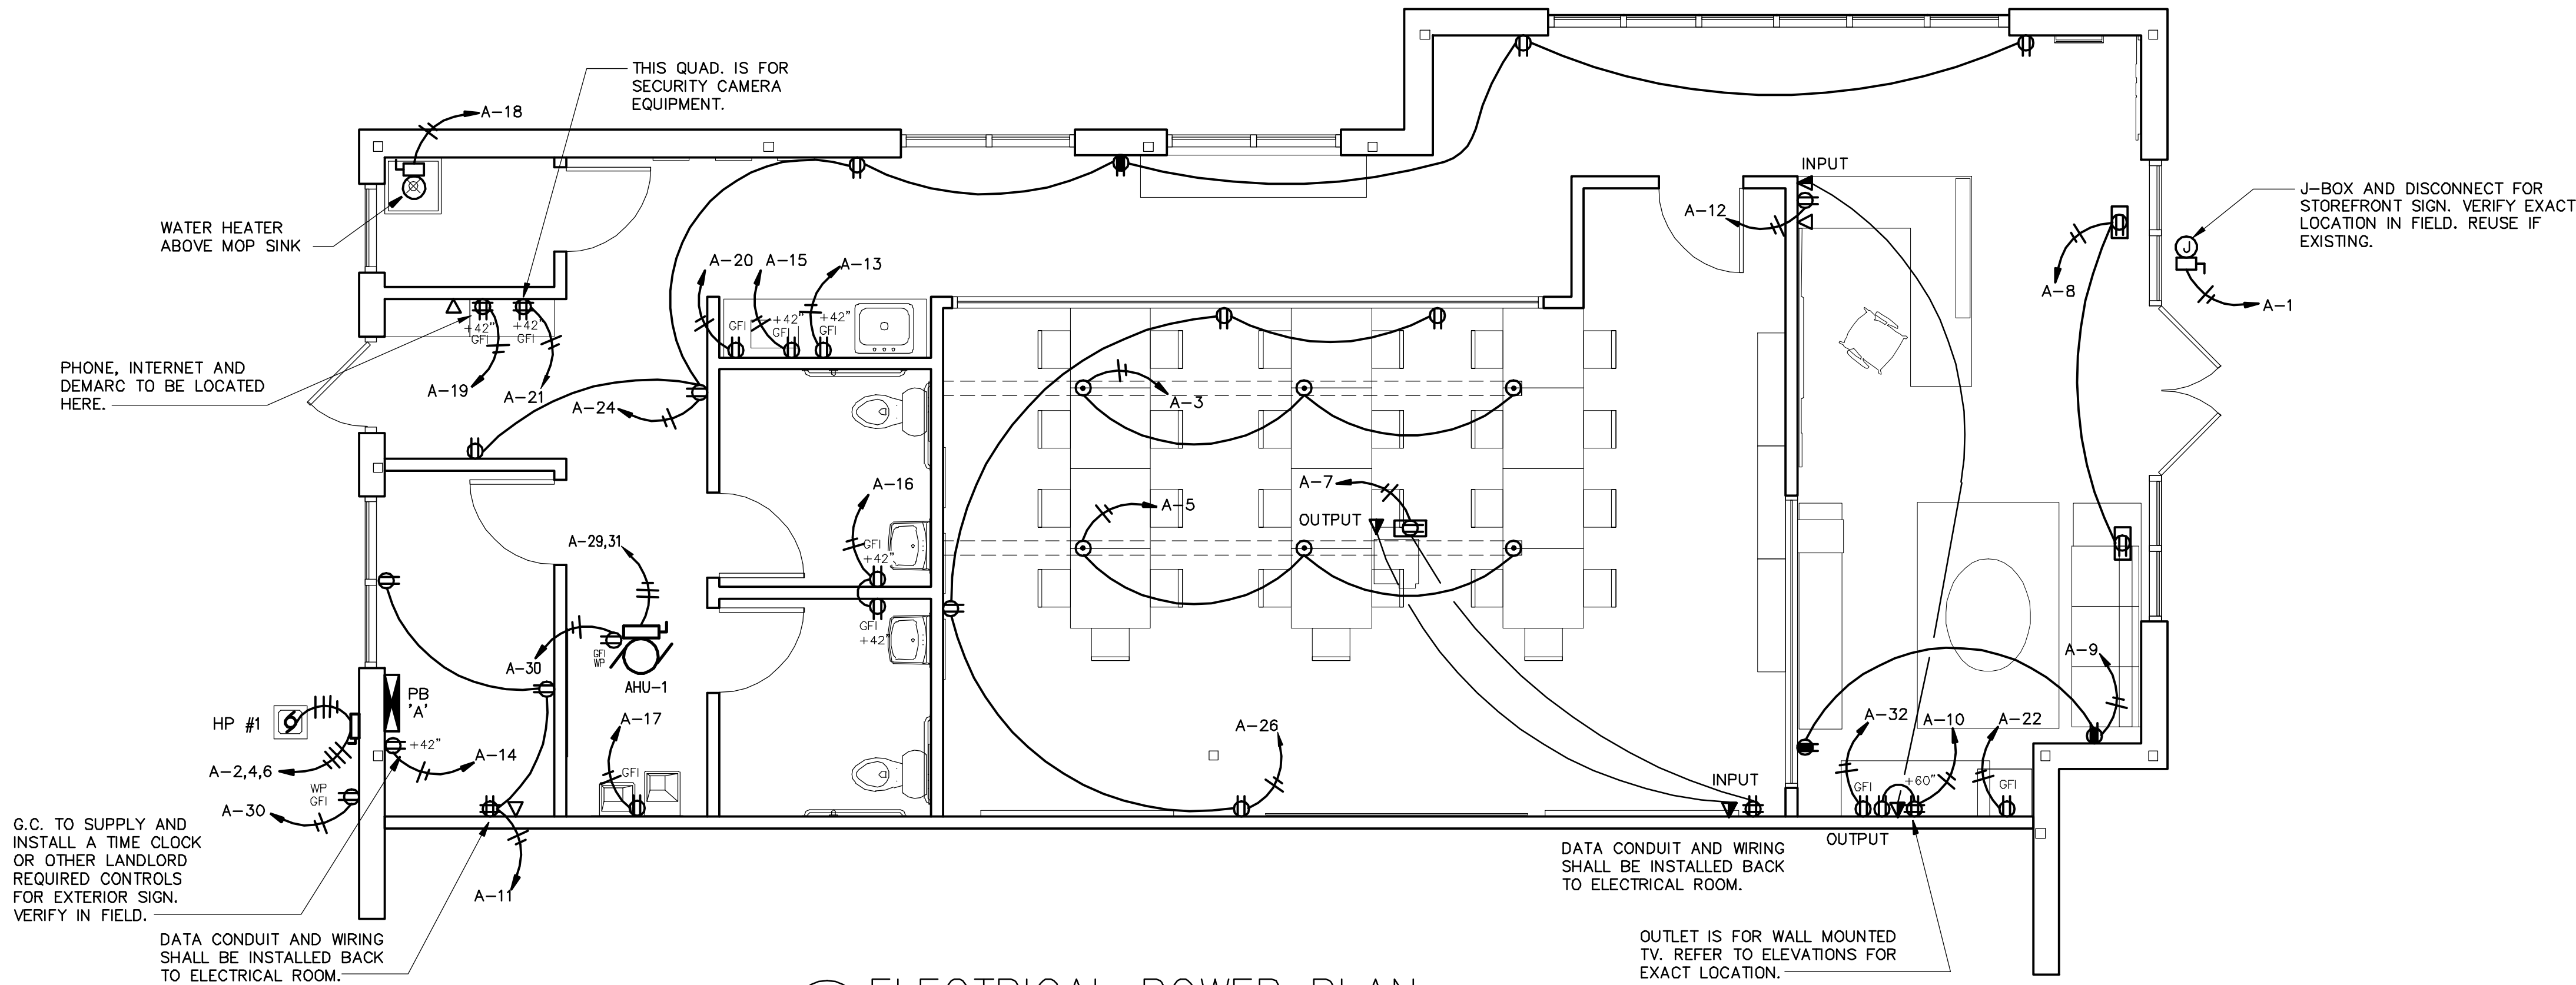 THIS QUAD. IS FOR
SECURITY CAMERA
EQUIPMENT.
A-18
WATER HEATER
ABOVE MOP SINK
INPUT
A-12
J-BOX AND DISCONNECT FOR
STOREFRONT SIGN. VERIFY EXACT
LOCATION IN FIELD. REUSE IF
EXISTING.
J
A-8
A-1
A-20
A-15
A-13
GFI
+42"
GFI
+42"
GFI
+42"
GFI
+42"
GFI
PHONE, INTERNET AND
DEMARC TO BE LOCATED
HERE.
A-19
A-21
A-24
A-3
A-16
A-7
A-5
OUTPUT
GFI
+42"
A-29,31
GFI
+42"
A-30
GFI
WP
AHU-1
A-9
PB
'A'
HP #1
A-17
A-26
A-32
A-10
A-22
+42"
A-14
A-2,4,6
GFI
INPUT
GFI
+60"
GFI
WP
GFI
A-30
G.C. TO SUPPLY AND
INSTALL A TIME CLOCK
OR OTHER LANDLORD
REQUIRED CONTROLS
FOR EXTERIOR SIGN.
VERIFY IN FIELD.
OUTPUT
DATA CONDUIT AND WIRING
SHALL BE INSTALLED BACK
TO ELECTRICAL ROOM.
A-11
DATA CONDUIT AND WIRING
SHALL BE INSTALLED BACK
TO ELECTRICAL ROOM.
OUTLET IS FOR WALL MOUNTED
TV. REFER TO ELEVATIONS FOR
EXACT LOCATION.
ELECTRICAL POWER PLAN